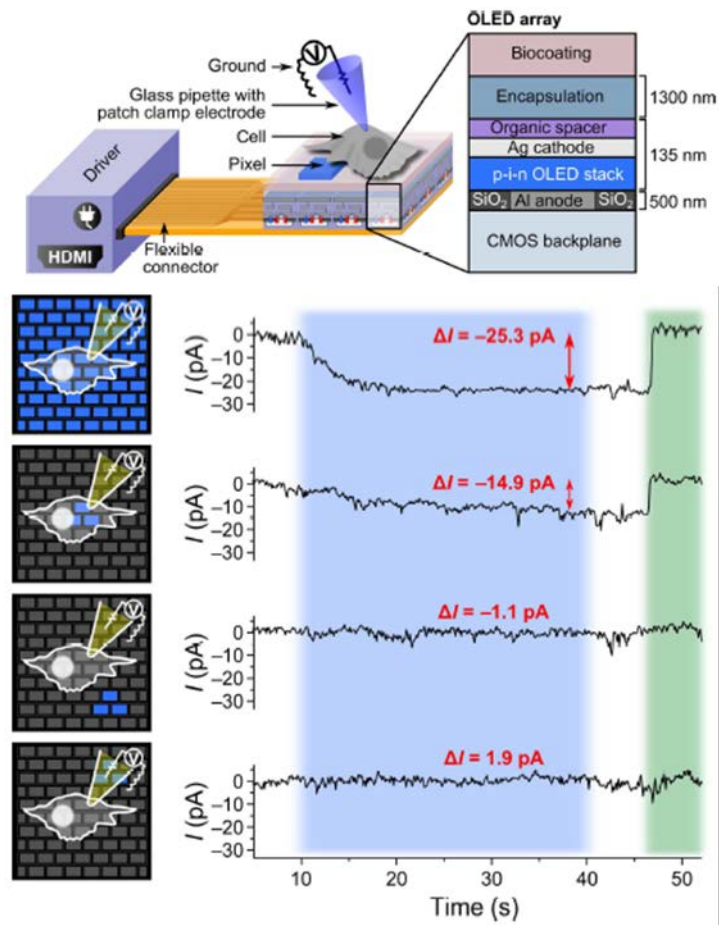 OLED array
Ground
Glass pipette with
patch clamp electrode
Cell
Pixel
V
Driver
HDMI
Flexible
connector
Biocoating
Encapsulation
1300 nm
Organic spacer
Ag cathode
p-i-n OLED stack
135 nm
SiO₂ Al anode SiO₂
500 nm
CMOS backplane
V
I (pA)
0
−10
−20
−30
ΔI = −25.3 pA
V
I (pA)
0
−10
−20
−30
ΔI = −14.9 pA
V
I (pA)
0
−10
−20
−30
ΔI = −1.1 pA
V
I (pA)
0
−10
−20
−30
ΔI = 1.9 pA
10 20 30 40 50
Time (s)